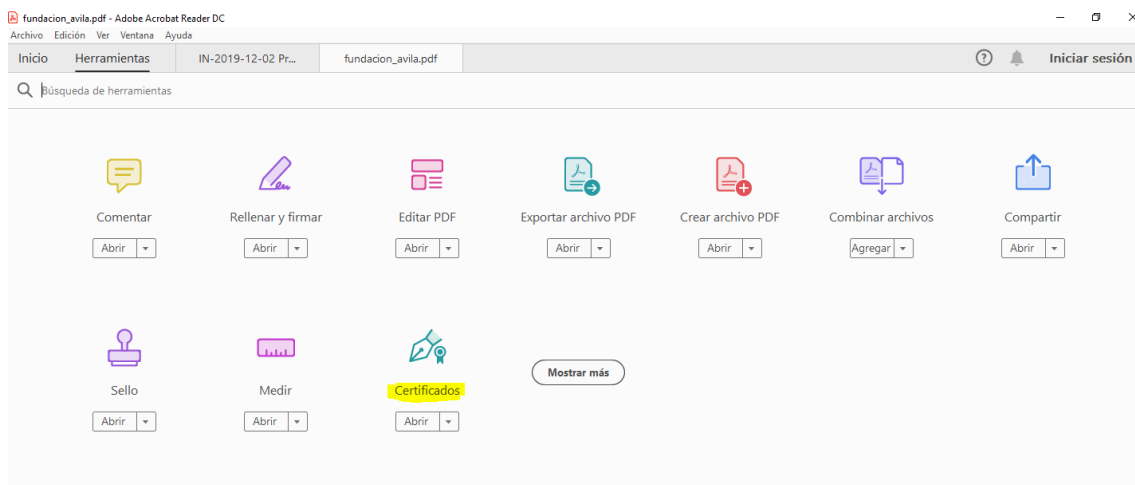 fundacion_avila.pdf - Adobe Acrobat Reader DC
Archivo Edición Ver Ventana Ayuda
Inicio Herramientas IN-2019-12-02 Pr... fundacion_avila.pdf Iniciar sesión
Búsqueda de herramientas
Comentar Rellenar y firmar Editar PDF Exportar archivo PDF Crear archivo PDF Combinar archivos Compartir
Abrir Abrir Abrir Abrir Abrir Agregar Abrir
Mostrar más
Sello Medir Certificados
Abrir Abrir Abrir